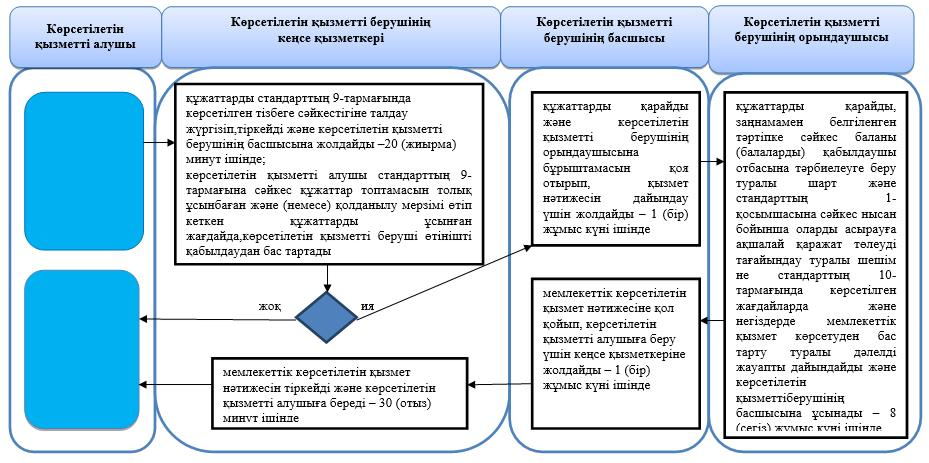 Көрсетілетін
қызметті алушы
Көрсетілетін қызметті берушінің
кеңсе қызметкері
Көрсетілетін қызметті
берушінің басшысы
Көрсетілетін қызметті
берушінің орындаушысы
құжаттарды стандарттың 9-тармағында
көрсетілген тізбеге сәйкестігіне талдау
жүргізіп,тіркейді және көрсетілетін қызметті
берушінің басшысына жолдайды –20 (жиырма)
минут ішінде;
көрсетілетін қызметті алушы стандарттың 9-
тармағына сәйкес құжаттар топтамасын толық
ұсынбаған және (немесе) қолданылу мерзімі өтіп
кеткен құжаттарды ұсынған
жағдайда,көрсетілетін қызметті беруші өтінішті
қабылдаудан бас тартады
жоқ
ия
мемлекеттік көрсетілетін қызмет
нәтижесін тіркейді және көрсетілетін
қызметті алушыға береді – 30 (отыз)
минут ішінде
құжаттарды қарайды
және көрсетілетін
қызметті берушінің
орындаушысына
бұрыштамасын қоя
отырып, қызмет
нәтижесін дайындау
үшін жолдайды – 1 (бір)
жұмыс күні ішінде
мемлекеттік көрсетілетін
қызмет нәтижесіне қол
қойып, көрсетілетін
қызметті алушыға беру
үшін кеңсе қызметкеріне
жолдайды – 1 (бір)
жұмыс күні ішінде
құжаттарды қарайды,
заңнамамен белгіленген
тәртіпке сәйкес баланы
(балаларды) қабылдаушы
отбасына тәрбиелеуге беру
туралы шарт және
стандарттың 1-
қосымшасына сәйкес нысан
бойынша оларды асырауға
ақшалай қаражат төлеуді
тағайындау туралы шешім
не стандарттың 10-
тармағында көрсетілген
жағдайларда және
негіздерде мемлекеттік
қызмет көрсетуден бас
тарту туралы дәлелді
жауапты дайындайды және
көрсетілетін
қызметтіберушінің
басшысына ұсынады – 8
(сегіз) жұмыс күні ішінде